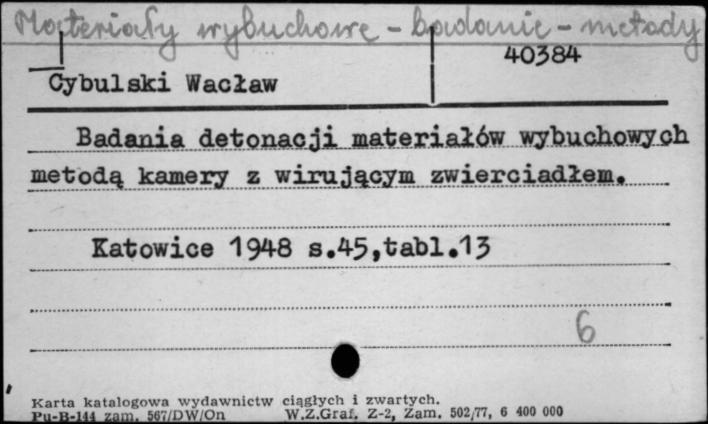 Materiały wybuchowe - badanie - metody
40384
Cybulski Wacław
Badania detonacji materiałów wybuchowych
metodą kamery z wirującym zwierciadłem.
Katowice 1948 s.45,tabl.13
6
Karta katalogowa wydawnictw ciągłych i zwartych.
Pu-B-144 zam. 567/DW/On W.Z.Graf. Z-2, Zam. 502/77, 6 400 000